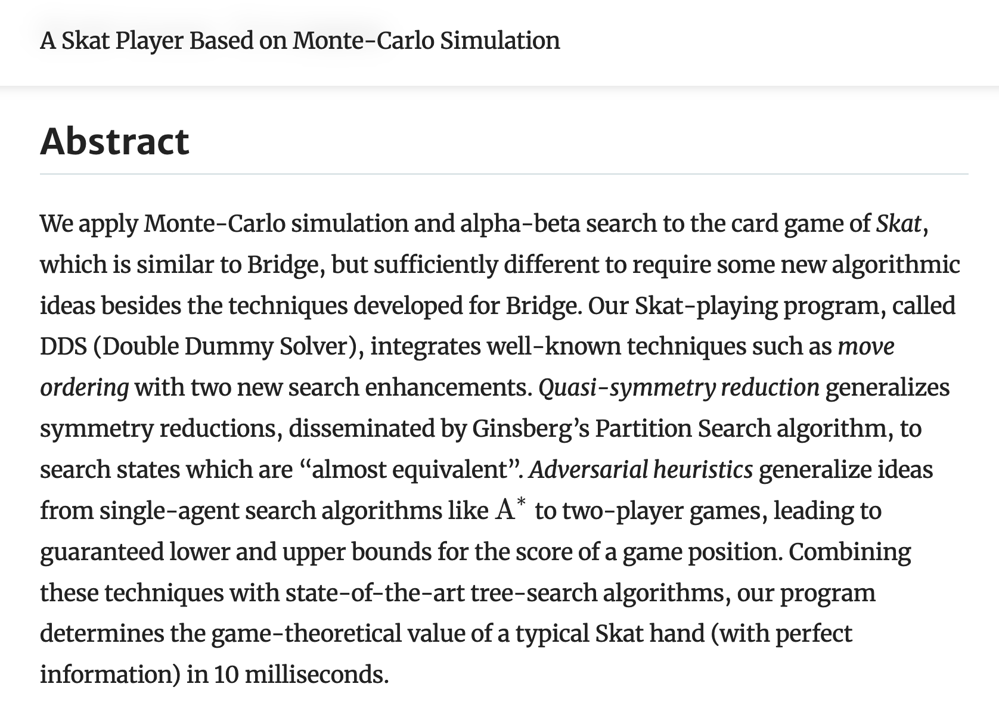 A Skat Player Based on Monte-Carlo Simulation
Abstract
We apply Monte-Carlo simulation and alpha-beta search to the card game of Skat,
which is similar to Bridge, but sufficiently different to require some new algorithmic
ideas besides the techniques developed for Bridge. Our Skat-playing program, called
DDS (Double Dummy Solver), integrates well-known techniques such as move
ordering with two new search enhancements. Quasi-symmetry reduction generalizes
symmetry reductions, disseminated by Ginsberg’s Partition Search algorithm, to
search states which are “almost equivalent”. Adversarial heuristics generalize ideas
from single-agent search algorithms like A* to two-player games, leading to
guaranteed lower and upper bounds for the score of a game position. Combining
these techniques with state-of-the-art tree-search algorithms, our program
determines the game-theoretical value of a typical Skat hand (with perfect
information) in 10 milliseconds.